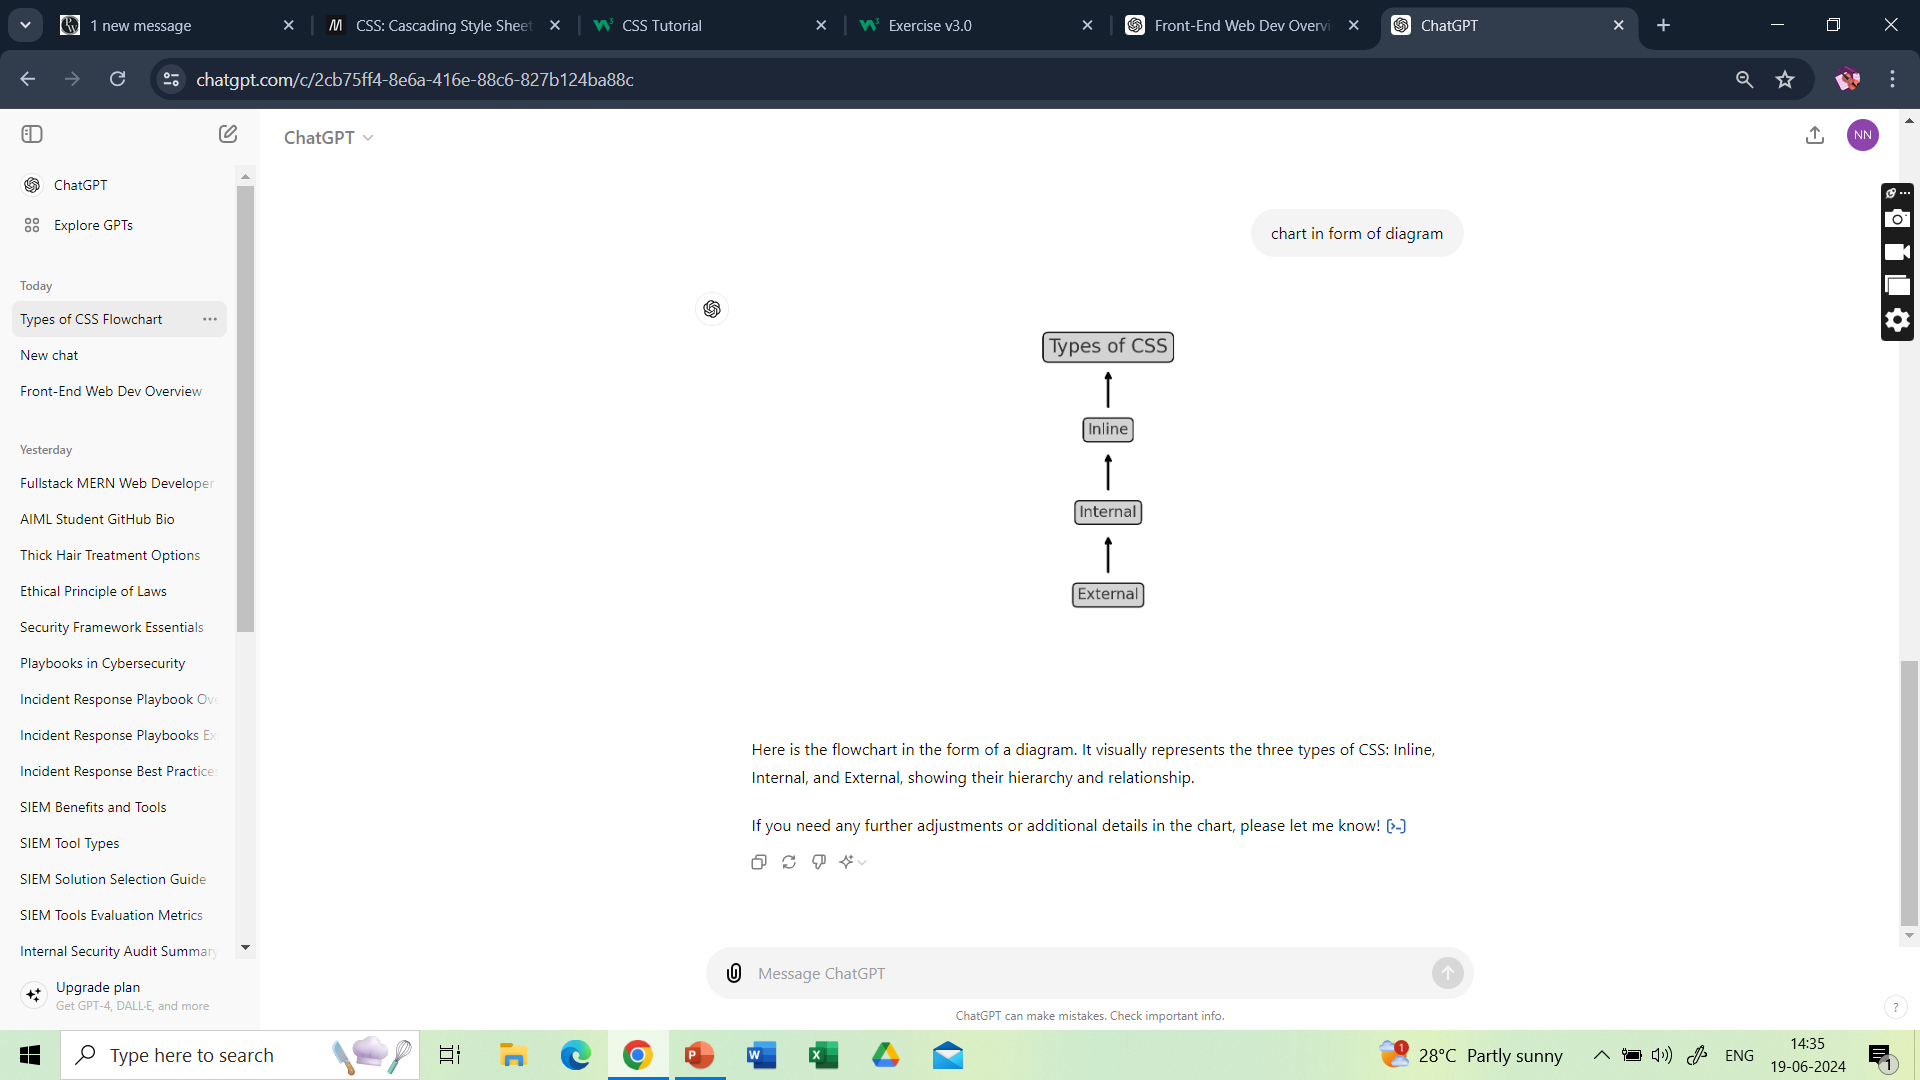 1 new message
CSS: Cascading Style Sheet
CSS Tutorial
Exercise v3.0
Front-End Web Dev Overvi
ChatGPT
chatgpt.com/c/2cb75ff4-8e6a-416e-88c6-827b124ba88c
ChatGPT
NN
ChatGPT
Explore GPTs
Today
Types of CSS Flowchart
New chat
Front-End Web Dev Overview
Yesterday
Fullstack MERN Web Developer
AIML Student GitHub Bio
Thick Hair Treatment Options
Ethical Principle of Laws
Security Framework Essentials
Playbooks in Cybersecurity
Incident Response Playbook Ove
Incident Response Playbooks Ex
Incident Response Best Practices
SIEM Benefits and Tools
SIEM Tool Types
SIEM Solution Selection Guide
SIEM Tools Evaluation Metrics
Internal Security Audit Summary
Upgrade plan
Get GPT-4, DALL·E, and more
chart in form of diagram
Types of CSS
Inline
Internal
External
Here is the flowchart in the form of a diagram. It visually represents the three types of CSS: Inline,
Internal, and External, showing their hierarchy and relationship.
If you need any further adjustments or additional details in the chart, please let me know! [>-]
Message ChatGPT
ChatGPT can make mistakes. Check important info.
?
Type here to search
1
28°C Partly sunny
ENG
14:35
19-06-2024
1